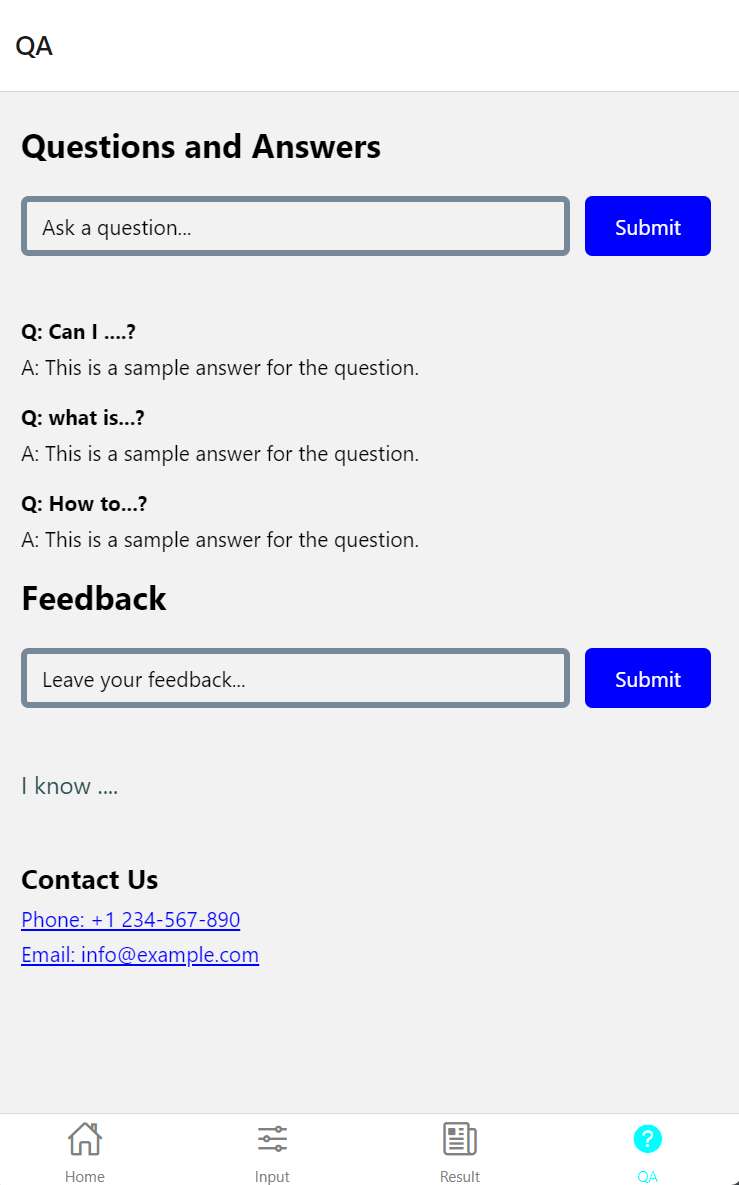 QA
Questions and Answers
Ask a question...
Submit
Q: Can I ....?
A: This is a sample answer for the question.
Q: what is...?
A: This is a sample answer for the question.
Q: How to...?
A: This is a sample answer for the question.
Feedback
Leave your feedback...
Submit
I know ....
Contact Us
Phone: +1 234-567-890
Email: info@example.com
Home Input Result QA